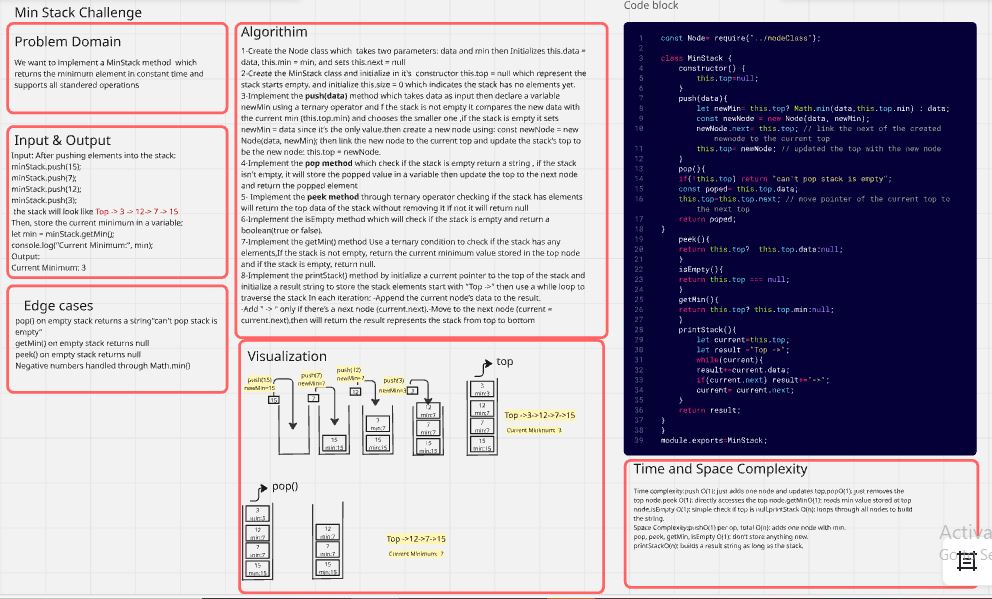 Min Stack Challenge
Problem Domain
We want to implement a MinStack method which
returns the minimum element in constant time and
supports all standered operations
Input & Output
Input: After pushing elements into the stack:
minStack.push(15);
minStack.push(7);
minStack.push(12);
minStack.push(3);
the stack will look like Top -> 3 -> 12-> 7 -> 15
Then, store the current minimum in a variable:
let min = minStack.getMin();
console.log("Current Minimum:", min);
Output:
Current Minimum: 3
Edge cases
pop() on empty stack returns a string"can't pop stack is
empty"
getMin() on empty stack returns null
peek() on empty stack returns null
Negative numbers handled through Math.min()
Algorithim
1-Create the Node class which takes two parameters: data and min then Initializes this.data =
data, this.min = min, and sets this.next = null
2-Create the MinStack class and initialize in it's constructor this.top = null which represent the
stack starts empty, and initialize this.size = 0 which indicates the stack has no elements yet.
3-Implement the push(data) method which takes data as input then declare a variable
newMin using a ternary operator and f the stack is not empty it compares the new data with
the current min (this.top.min) and chooses the smaller one ,if the stack is empty it sets
newMin = data since it's the only value.then create a new node using: const newNode = new
Node(data, newMin); then link the new node to the current top and update the stack's top to
be the new node: this.top = newNode.
4-Implement the pop method which check if the stack is empty return a string , if the stack
isn't empty, it will store the popped value in a variable then update the top to the next node
and return the popped element
5- Implement the peek method through ternary operator checking if the stack has elements
will return the top data of the stack without removing it if not it will return null
6-Implement the isEmpty method which will check if the stack is empty and return a
boolean(true or false).
7-Implement the getMin() method Use a ternary condition to check if the stack has any
elements,If the stack is not empty, return the current minimum value stored in the top node
and if the stack is empty, return null.
8-Implement the printStack() method by initialize a current pointer to the top of the stack and
initialize a result string to store the stack elements start with "Top ->" then use a while loop to
traverse the stack In each iteration: -Append the current node's data to the result.
-Add " -> " only if there's a next node (current.next).-Move to the next node (current =
current.next).then will return the result represents the stack from top to bottom
Visualization
push(15)
newMin=15
15
push(7)
newMin=7
7
15
min:15
push(12)
newMin=7
12
7
min:7
15
min:15
push(3)
newMin=3
3
12
min:7
7
min:7
15
min:15
top
3
min:3
12
min:7
7
min:7
15
min:15
Top ->3->12->7->15
Current Minimum: 3
pop()
3
min:3
12
min:7
7
min:7
15
min:15
12
min:7
7
min:7
15
min:15
Top->12->7->15
Current Minimum: 7
Code block
1 const Node= require("../nodeClass");
2
3 class MinStack {
4 constructor() {
5 this.top=null;
6 }
7 push(data){
8 let newMin= this.top? Math.min(data,this.top.min) : data;
9 const newNode = new Node(data, newMin);
10 newNode.next= this.top; // link the next of the created
newnode to the current top
11 this.top= newNode; // updated the top with the new node
12 }
13 pop(){
14 if(!this.top) return "can't pop stack is empty";
15 const poped= this.top.data;
16 this.top=this.top.next; // move pointer of the current top to
the next top
17 return poped;
18 }
19 peek(){
20 return this.top? this.top.data:null;
21 }
22 isEmpty(){
23 return this.top === null;
24 }
25 getMin(){
26 return this.top? this.top.min:null;
27 }
28 printStack(){
29 let current=this.top;
30 let result ="Top ->";
31 while(current){
32 result+=current.data;
33 if(current.next) result+="->";
34 current= current.next;
35 }
36 return result;
37 }
38 }
39 module.exports=MinStack;
Time and Space Complexity
Time complexity:push O(1): just adds one node and updates top,popO(1): just removes the
top node.peek O(1): directly accesses the top node.getMinO(1): reads min value stored at top
node,isEmpty O(1): simple check if top is null,printStack O(n): loops through all nodes to build
the string.
Space Complexity:pushO(1) per op, total O(n): adds one node with min.
pop, peek, getMin, isEmpty O(1): don't store anything new.
printStackO(n): builds a result string as long as the stack.